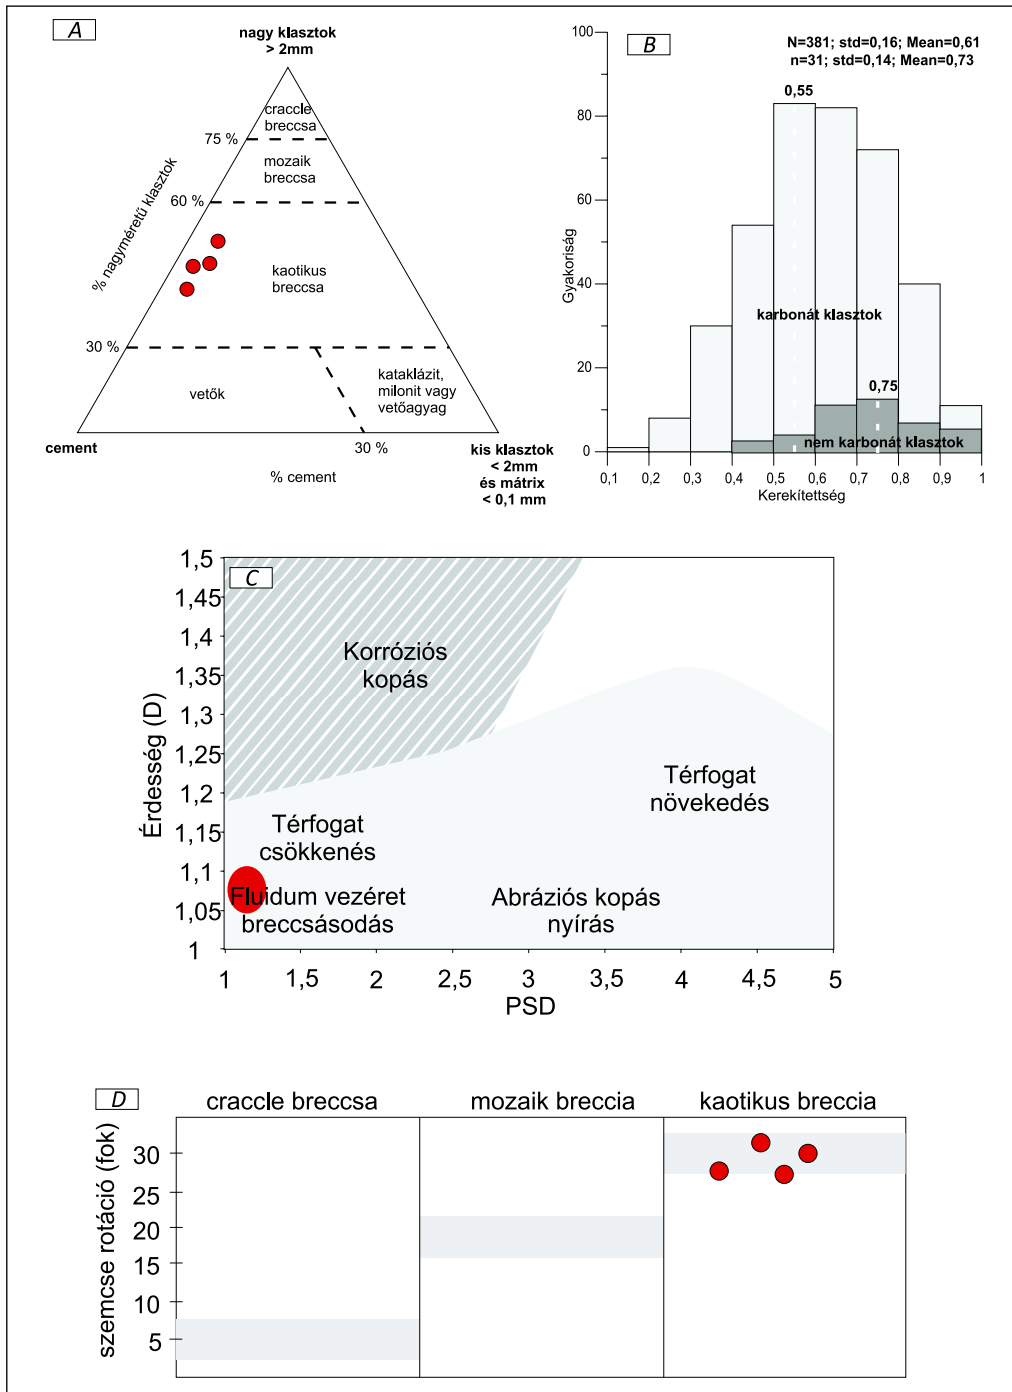 A
nagy klasztok
> 2mm
craccle
breccsa
75 %
mozaik
breccsa
60 %
% nagyméretű klasztok
kaotikus
breccsa
30 %
vetők
kataklázit,
milonit vagy
vetőagyag
cement
30 %
% cement
kis klasztok
< 2mm
és mátrix
< 0,1 mm
B
N=381; std=0,16; Mean=0,61
n=31; std=0,14; Mean=0,73
100
80
60
40
20
0
Gyakoriság
0,55
karbonát klasztok
0,75
nem karbonát klasztok
0,1 0,2 0,3 0,4 0,5 0,6 0,7 0,8 0,9 1
Kerekítettség
C
1,5
1,45
1,4
1,35
1,3
1,25
1,2
1,15
1,1
1,05
1
Érdesség (D)
Korróziós
kopás
Térfogat
növekedés
Térfogat
csökkenés
Fluidum vezéret
breccsásodás
Abráziós kopás
nyírás
1 1,5 2 2,5 3 3,5 4 4,5 5
PSD
D
craccle breccsa
mozaik breccia
kaotikus breccia
szemcse rotáció (fok)
30
25
20
15
10
5